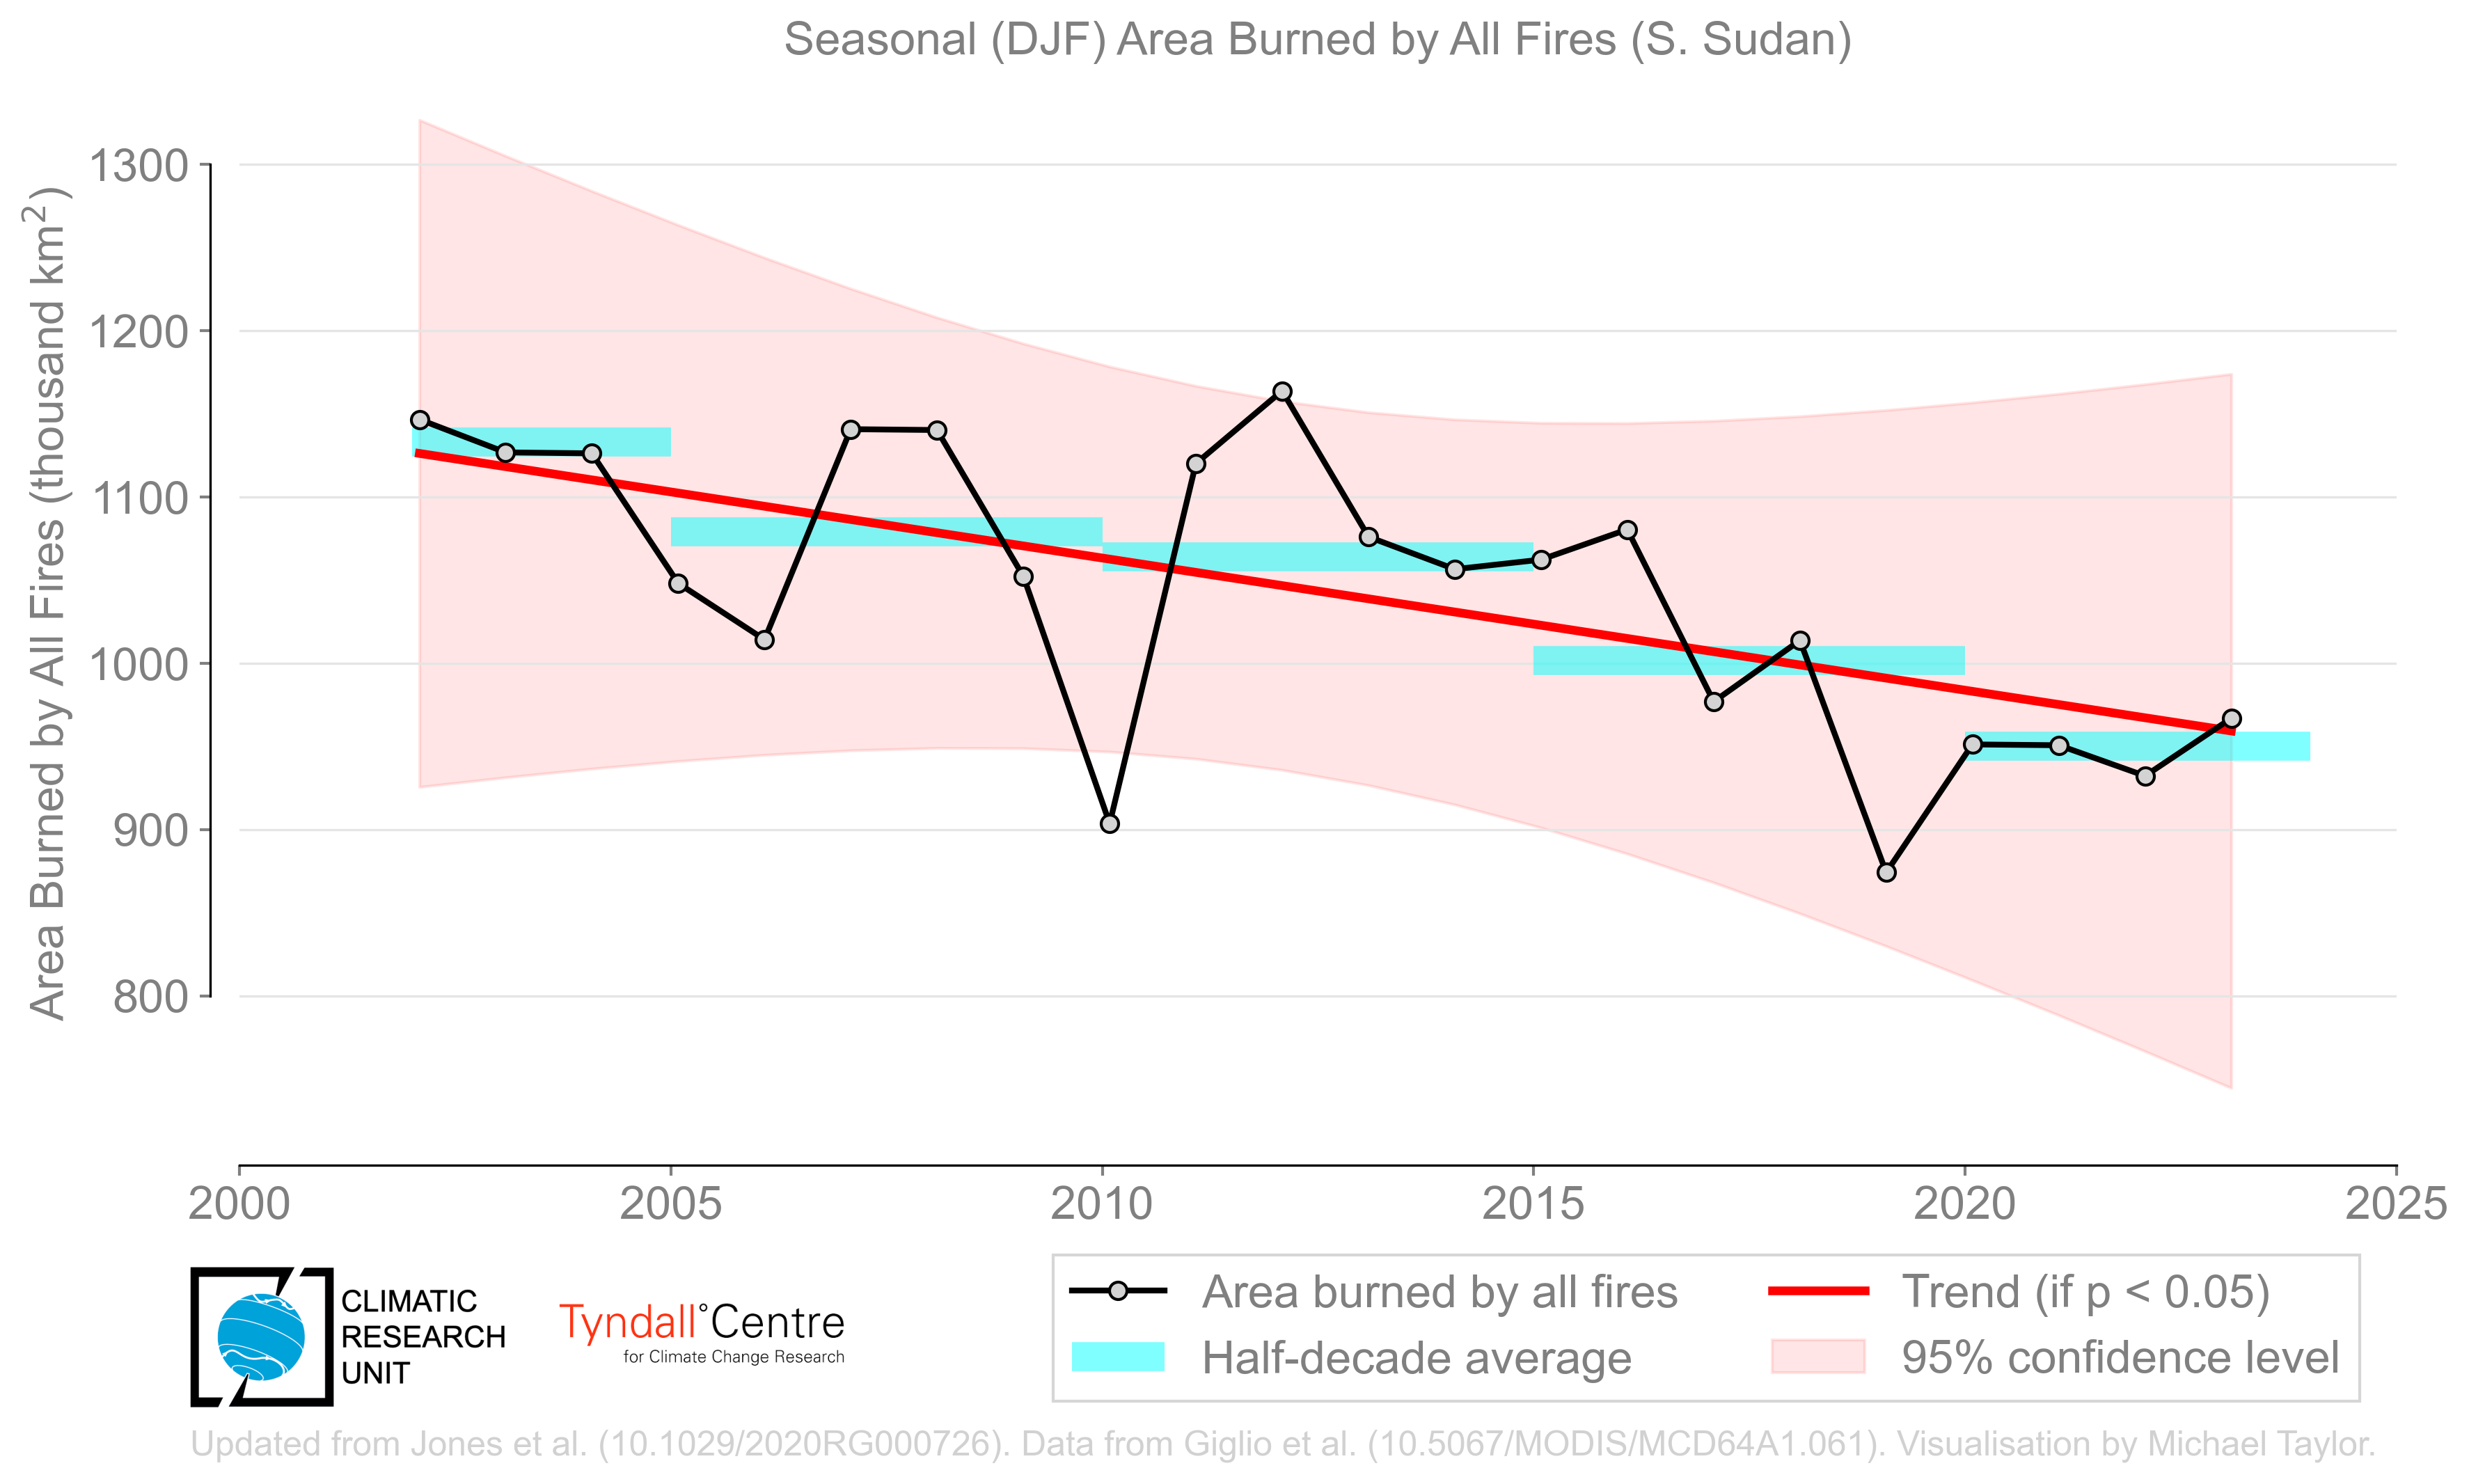 Seasonal (DJF) Area Burned by All Fires (S. Sudan)
Area Burned by All Fires (thousand km²)
1300
1200
1100
1000
900
800
2000 2005 2010 2015 2020 2025
CLIMATIC
RESEARCH
UNIT
Tyndall°Centre
for Climate Change Research
Area burned by all fires
Half-decade average
Trend (if p < 0.05)
95% confidence level
Updated from Jones et al. (10.1029/2020RG000726). Data from Giglio et al. (10.5067/MODIS/MCD64A1.061). Visualisation by Michael Taylor.